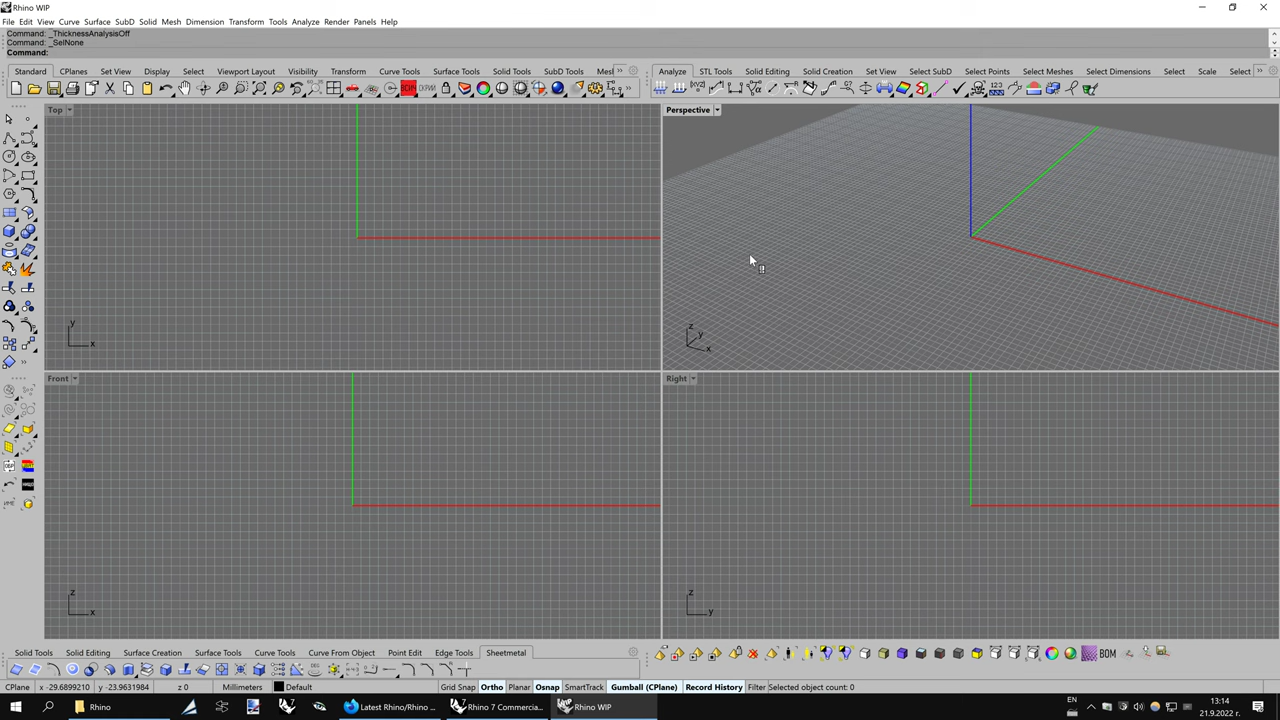 Rhino WIP
File Edit View Curve Surface SubD Solid Mesh Dimension Transform Tools Analyze Render Panels Help
Command: _ThicknessAnalysisOff
Command: _SelNone
Command:
Standard CPlanes Set View Display Select Viewport Layout Visibility Transform Curve Tools Surface Tools Solid Tools SubD Tools Mesh
Analyze STL Tools Solid Editing Solid Creation Set View Select SubD Select Points Select Meshes Select Dimensions Select Scale Select
Top
y
x
Perspective
z
y
x
Front
z
x
Right
z
y
Solid Tools Solid Editing Surface Creation Surface Tools Curve Tools Curve From Object Point Edit Edge Tools Sheetmetal
BOM
CPlane x -29.6899210 y -23.9631984 z 0 Millimeters Default Grid Snap Ortho Planar Osnap SmartTrack Gumball (CPlane) Record History Filter Selected object count: 0
Rhino
Latest Rhino/Rhino ...
Rhino 7 Commercia...
Rhino WIP
EN
13:14
21.9.2022 г.